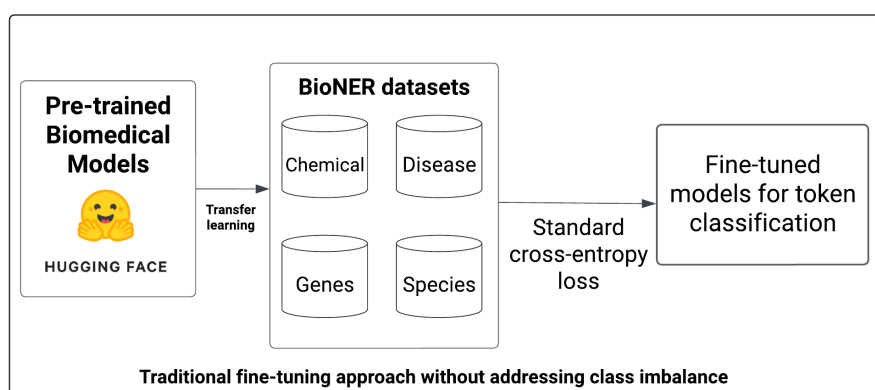 Pre-trained
Biomedical
Models
HUGGING FACE
Transfer
learning
BioNER datasets
Chemical
Disease
Genes
Species
Standard
cross-entropy
loss
Fine-tuned
models for token
classification
Traditional fine-tuning approach without addressing class imbalance